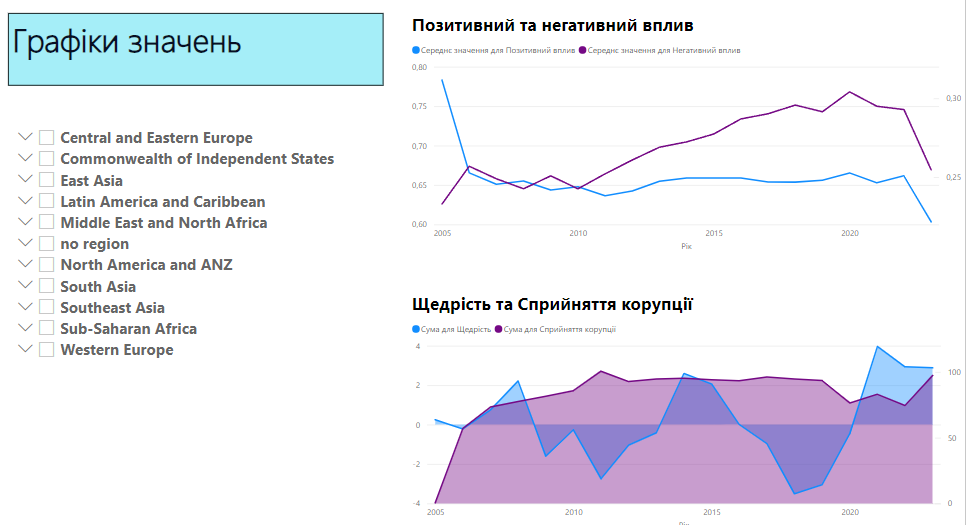 Графіки значень
Central and Eastern Europe
Commonwealth of Independent States
East Asia
Latin America and Caribbean
Middle East and North Africa
no region
North America and ANZ
South Asia
Southeast Asia
Sub-Saharan Africa
Western Europe
Позитивний та негативний вплив
Середнє значення для Позитивний вплив Середнє значення для Негативний вплив
0,80
0,75
0,70
0,65
0,60
0,30
0,25
2005 2010 2015 2020
Рік
Щедрість та Сприйняття корупції
Сума для Щедрість Сума для Сприйняття корупції
4
2
0
-2
-4
100
50
0
2005 2010 2015 2020
Рік